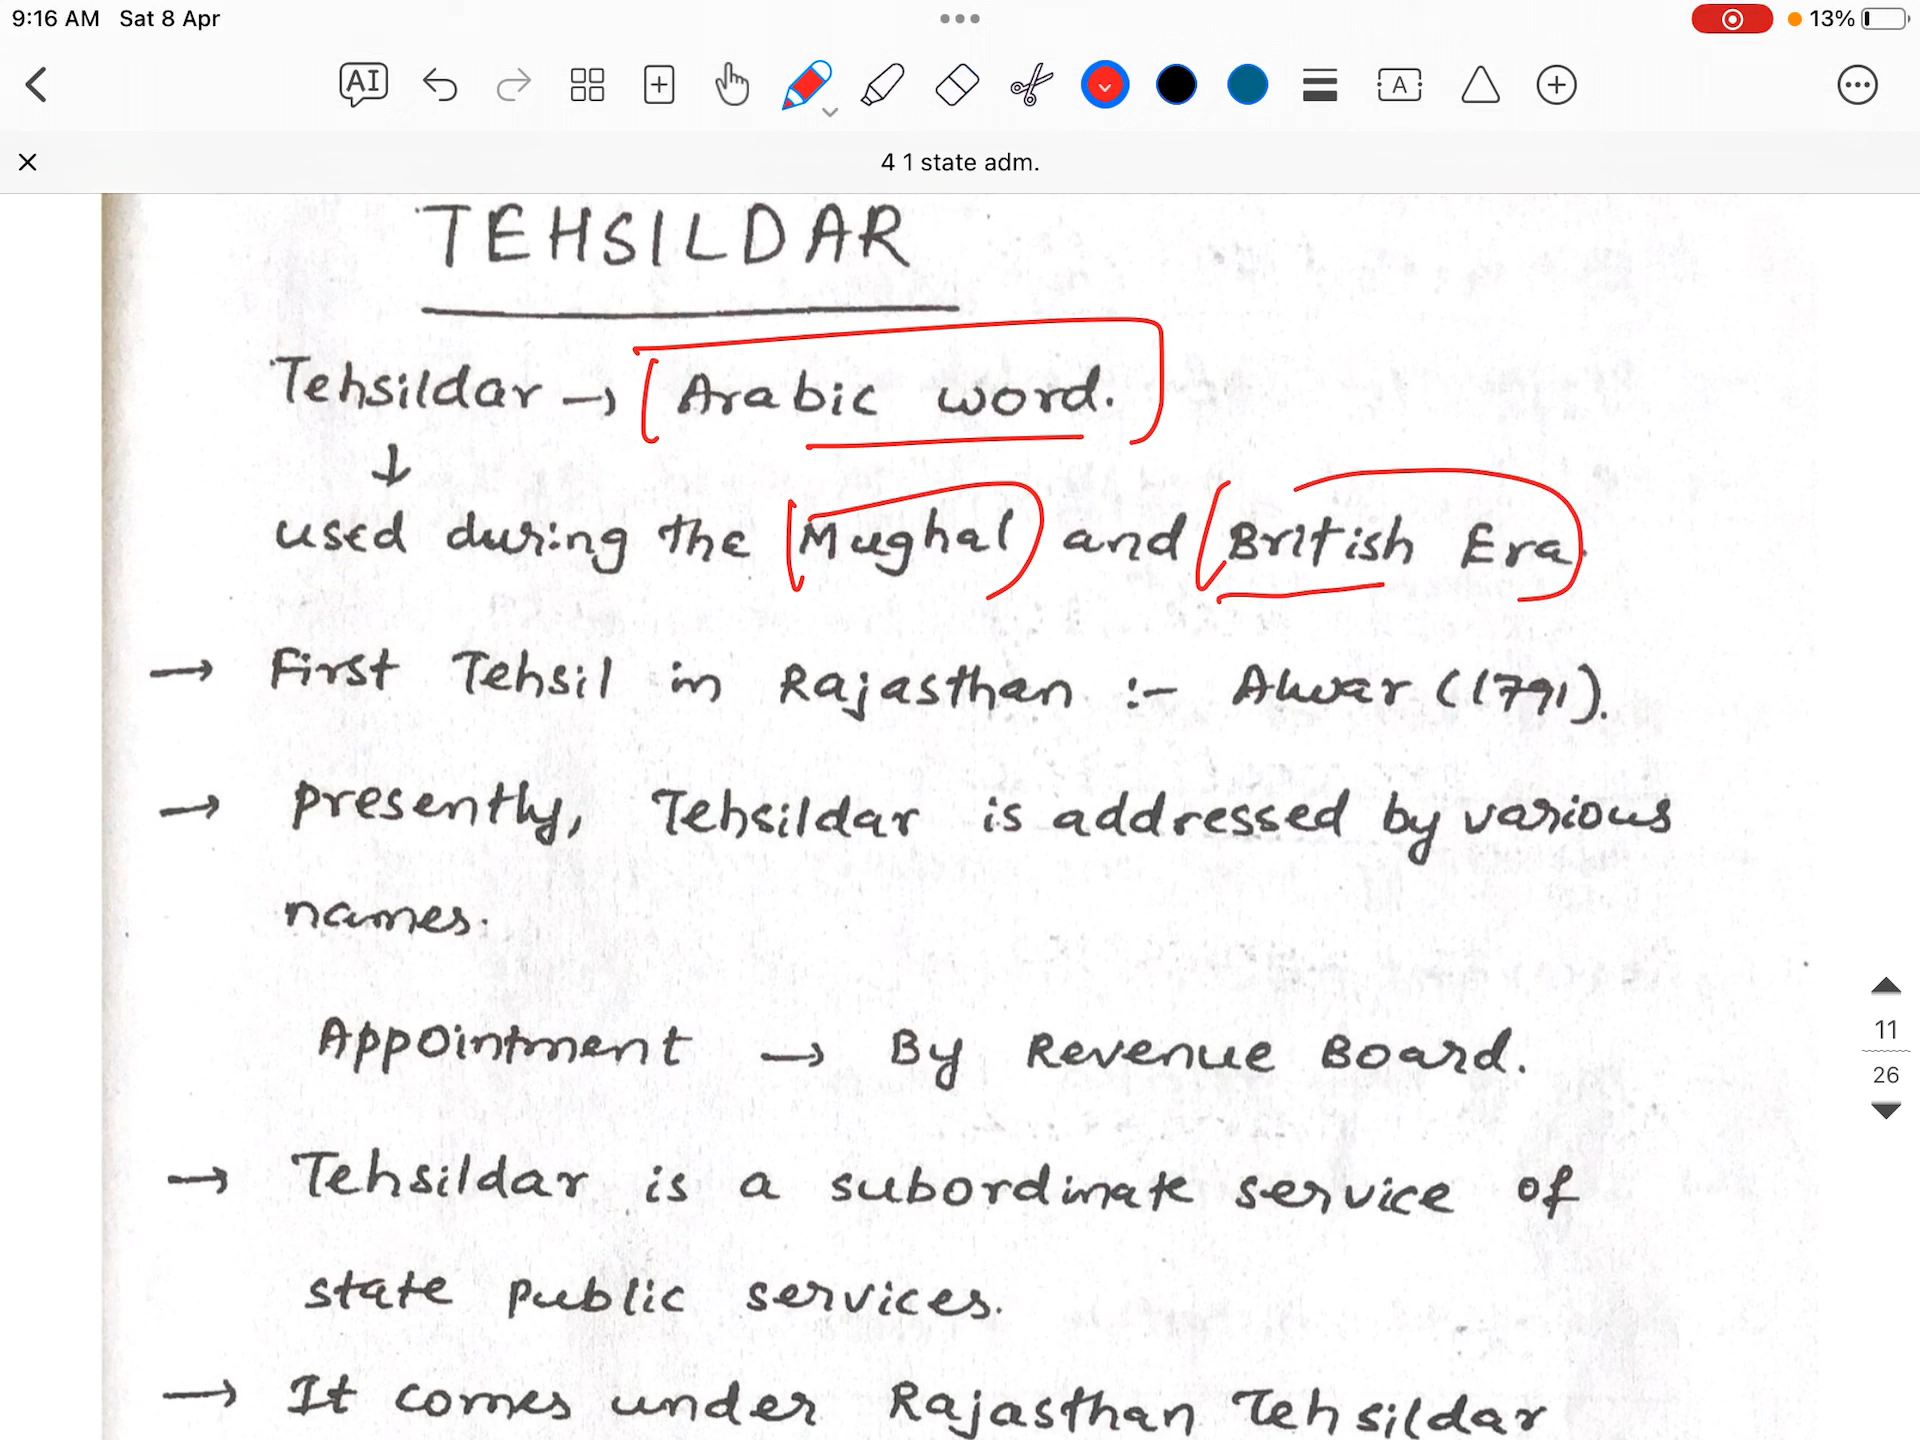 9:16 AM Sat 8 Apr
13%
AI
A
4 1 state adm.
TEHSILDAR
Tehsildar → Arabic word.
↓
used during the Mughal and British Era.
→ First Tehsil in Rajasthan :- Alwar (1791).
→ presently, Tehsildar is addressed by various
names.
Appointment → By Revenue Board.
→ Tehsildar is a subordinate service of
state public services.
→ It comes under Rajasthan Tehsildar
11
26